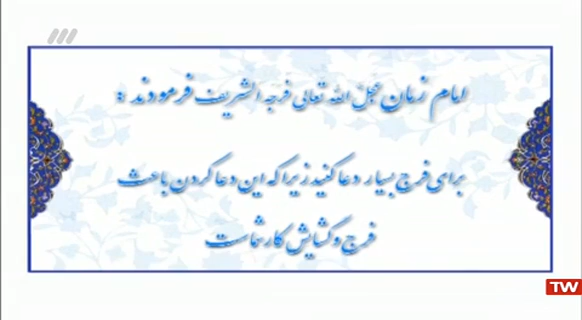 امام زمان عجل الله تعالی فرجه الشریف فرمودند :
برای فرج بسیار دعا کنید زیرا که این دعا کردن باعث
فرج و گشایش کار شماست
TW